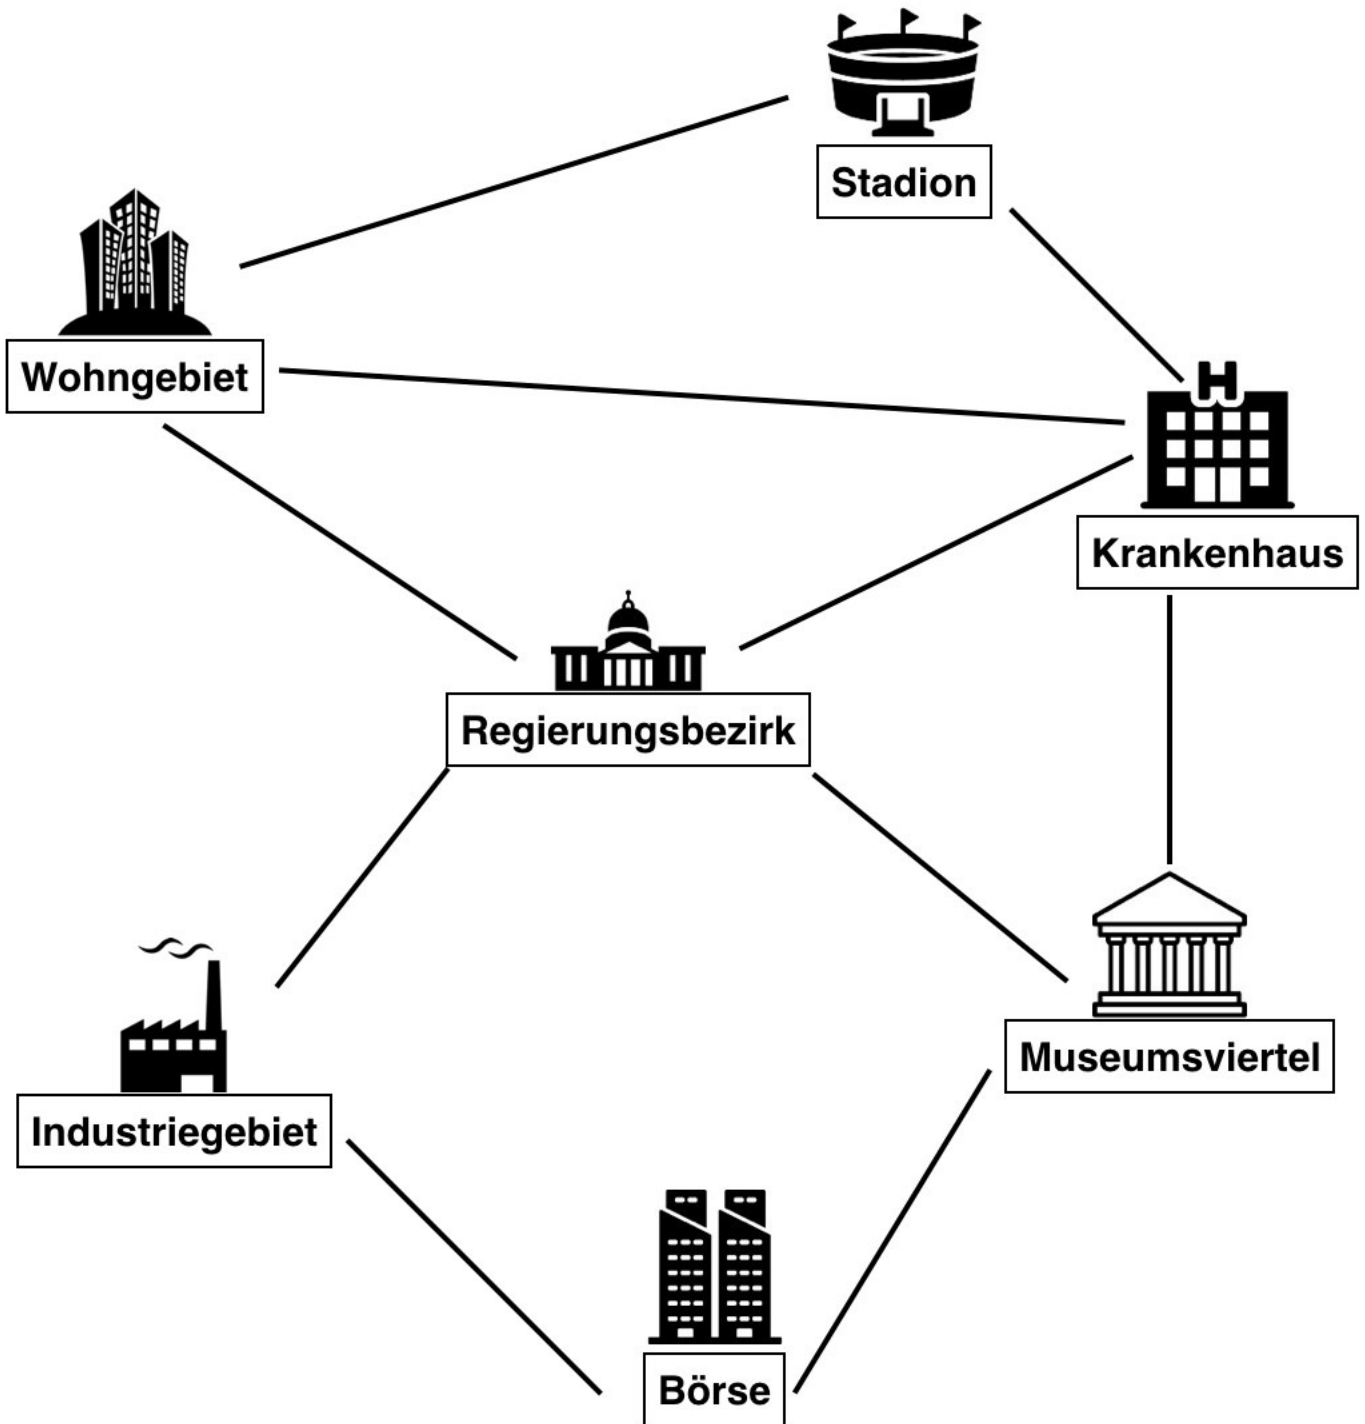 Stadion
Wohngebiet
H
Krankenhaus
Regierungsbezirk
Museumsviertel
Industriegebiet
Börse